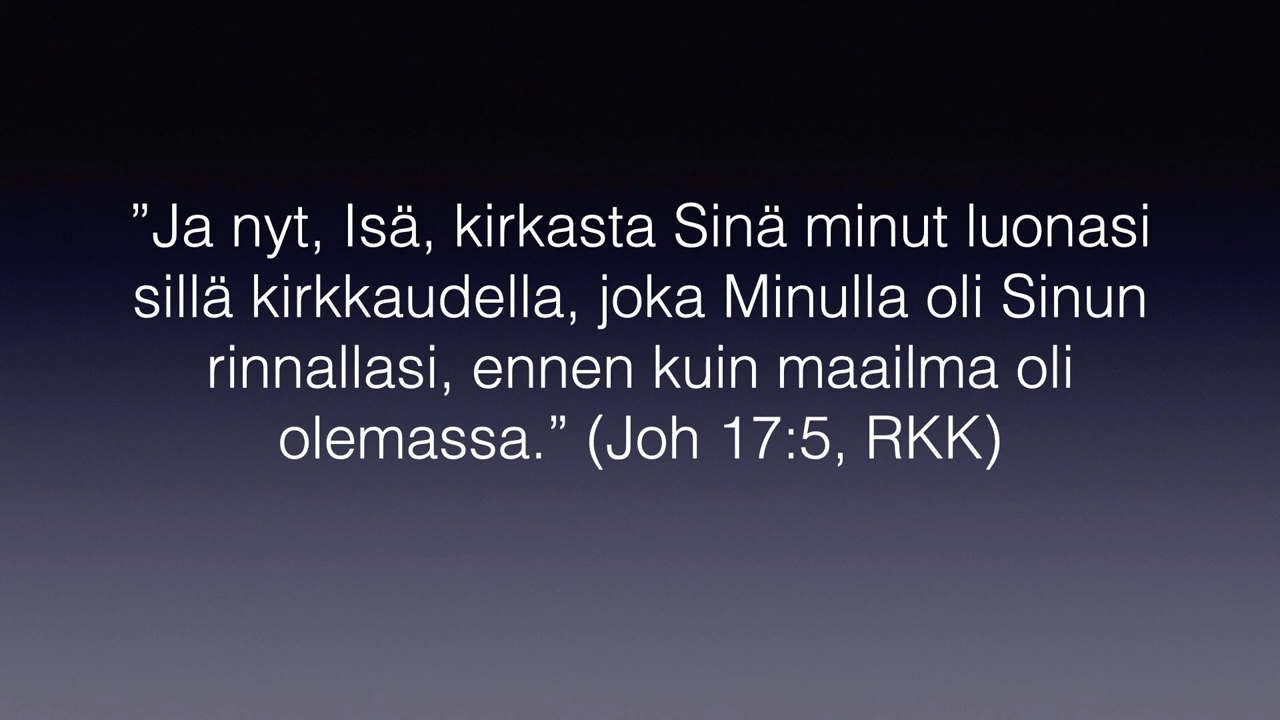 ”Ja nyt, Isä, kirkasta Sinä minut luonasi
sillä kirkkaudella, joka Minulla oli Sinun
rinnallasi, ennen kuin maailma oli
olemassa.” (Joh 17:5, RKK)